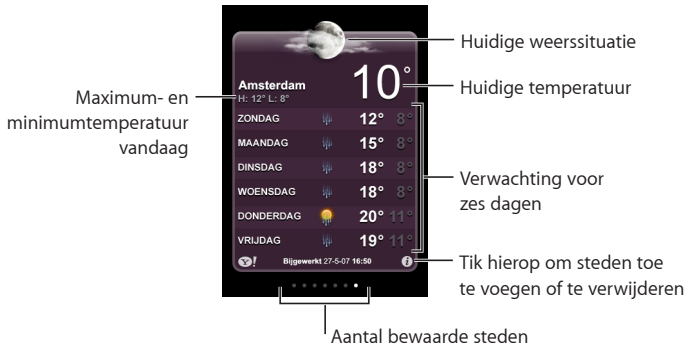 Huidige weerssituatie
Huidige temperatuur
Maximum- en
minimumtemperatuur
vandaag
Amsterdam
H: 12° L: 8°
10°
ZONDAG 12° 8°
MAANDAG 15° 8°
DINSDAG 18° 8°
WOENSDAG 18° 8°
DONDERDAG 20° 11°
VRIJDAG 19° 11°
Y! Bijgewerkt 27-5-07 16:50 i
Verwachting voor
zes dagen
Tik hierop om steden toe
te voegen of te verwijderen
Aantal bewaarde steden